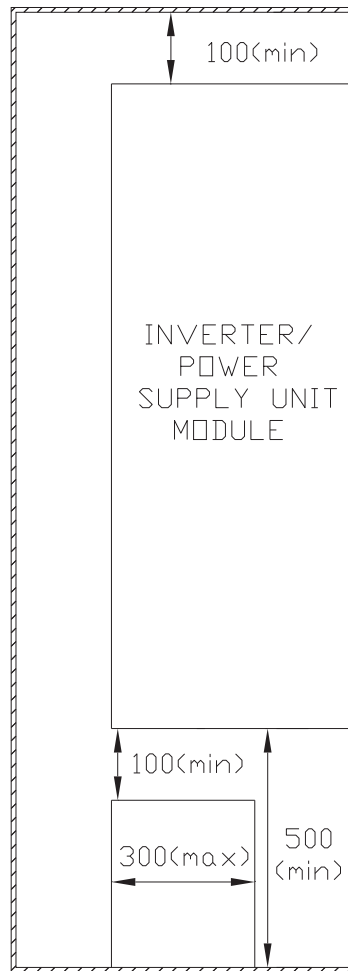 100(min)
INVERTER/
POWER
SUPPLY UNIT
MODULE
100(min)
300(max)
500
(min)